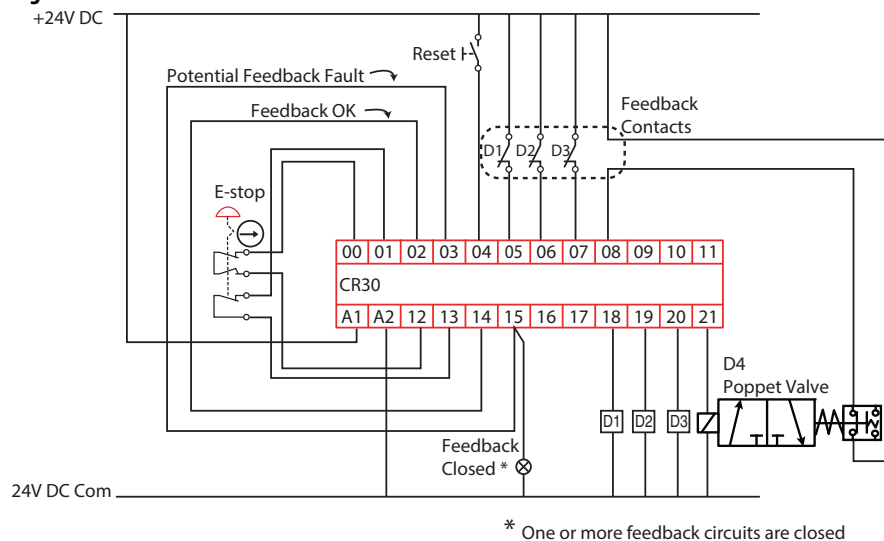 +24V DC
Reset
Potential Feedback Fault
Feedback OK
Feedback
Contacts
D1 D2 D3
E-stop
00 01 02 03 04 05 06 07 08 09 10 11
CR30
A1 A2 12 13 14 15 16 17 18 19 20 21
D4
Poppet Valve
D1 D2 D3
Feedback
Closed *
24V DC Com
* One or more feedback circuits are closed